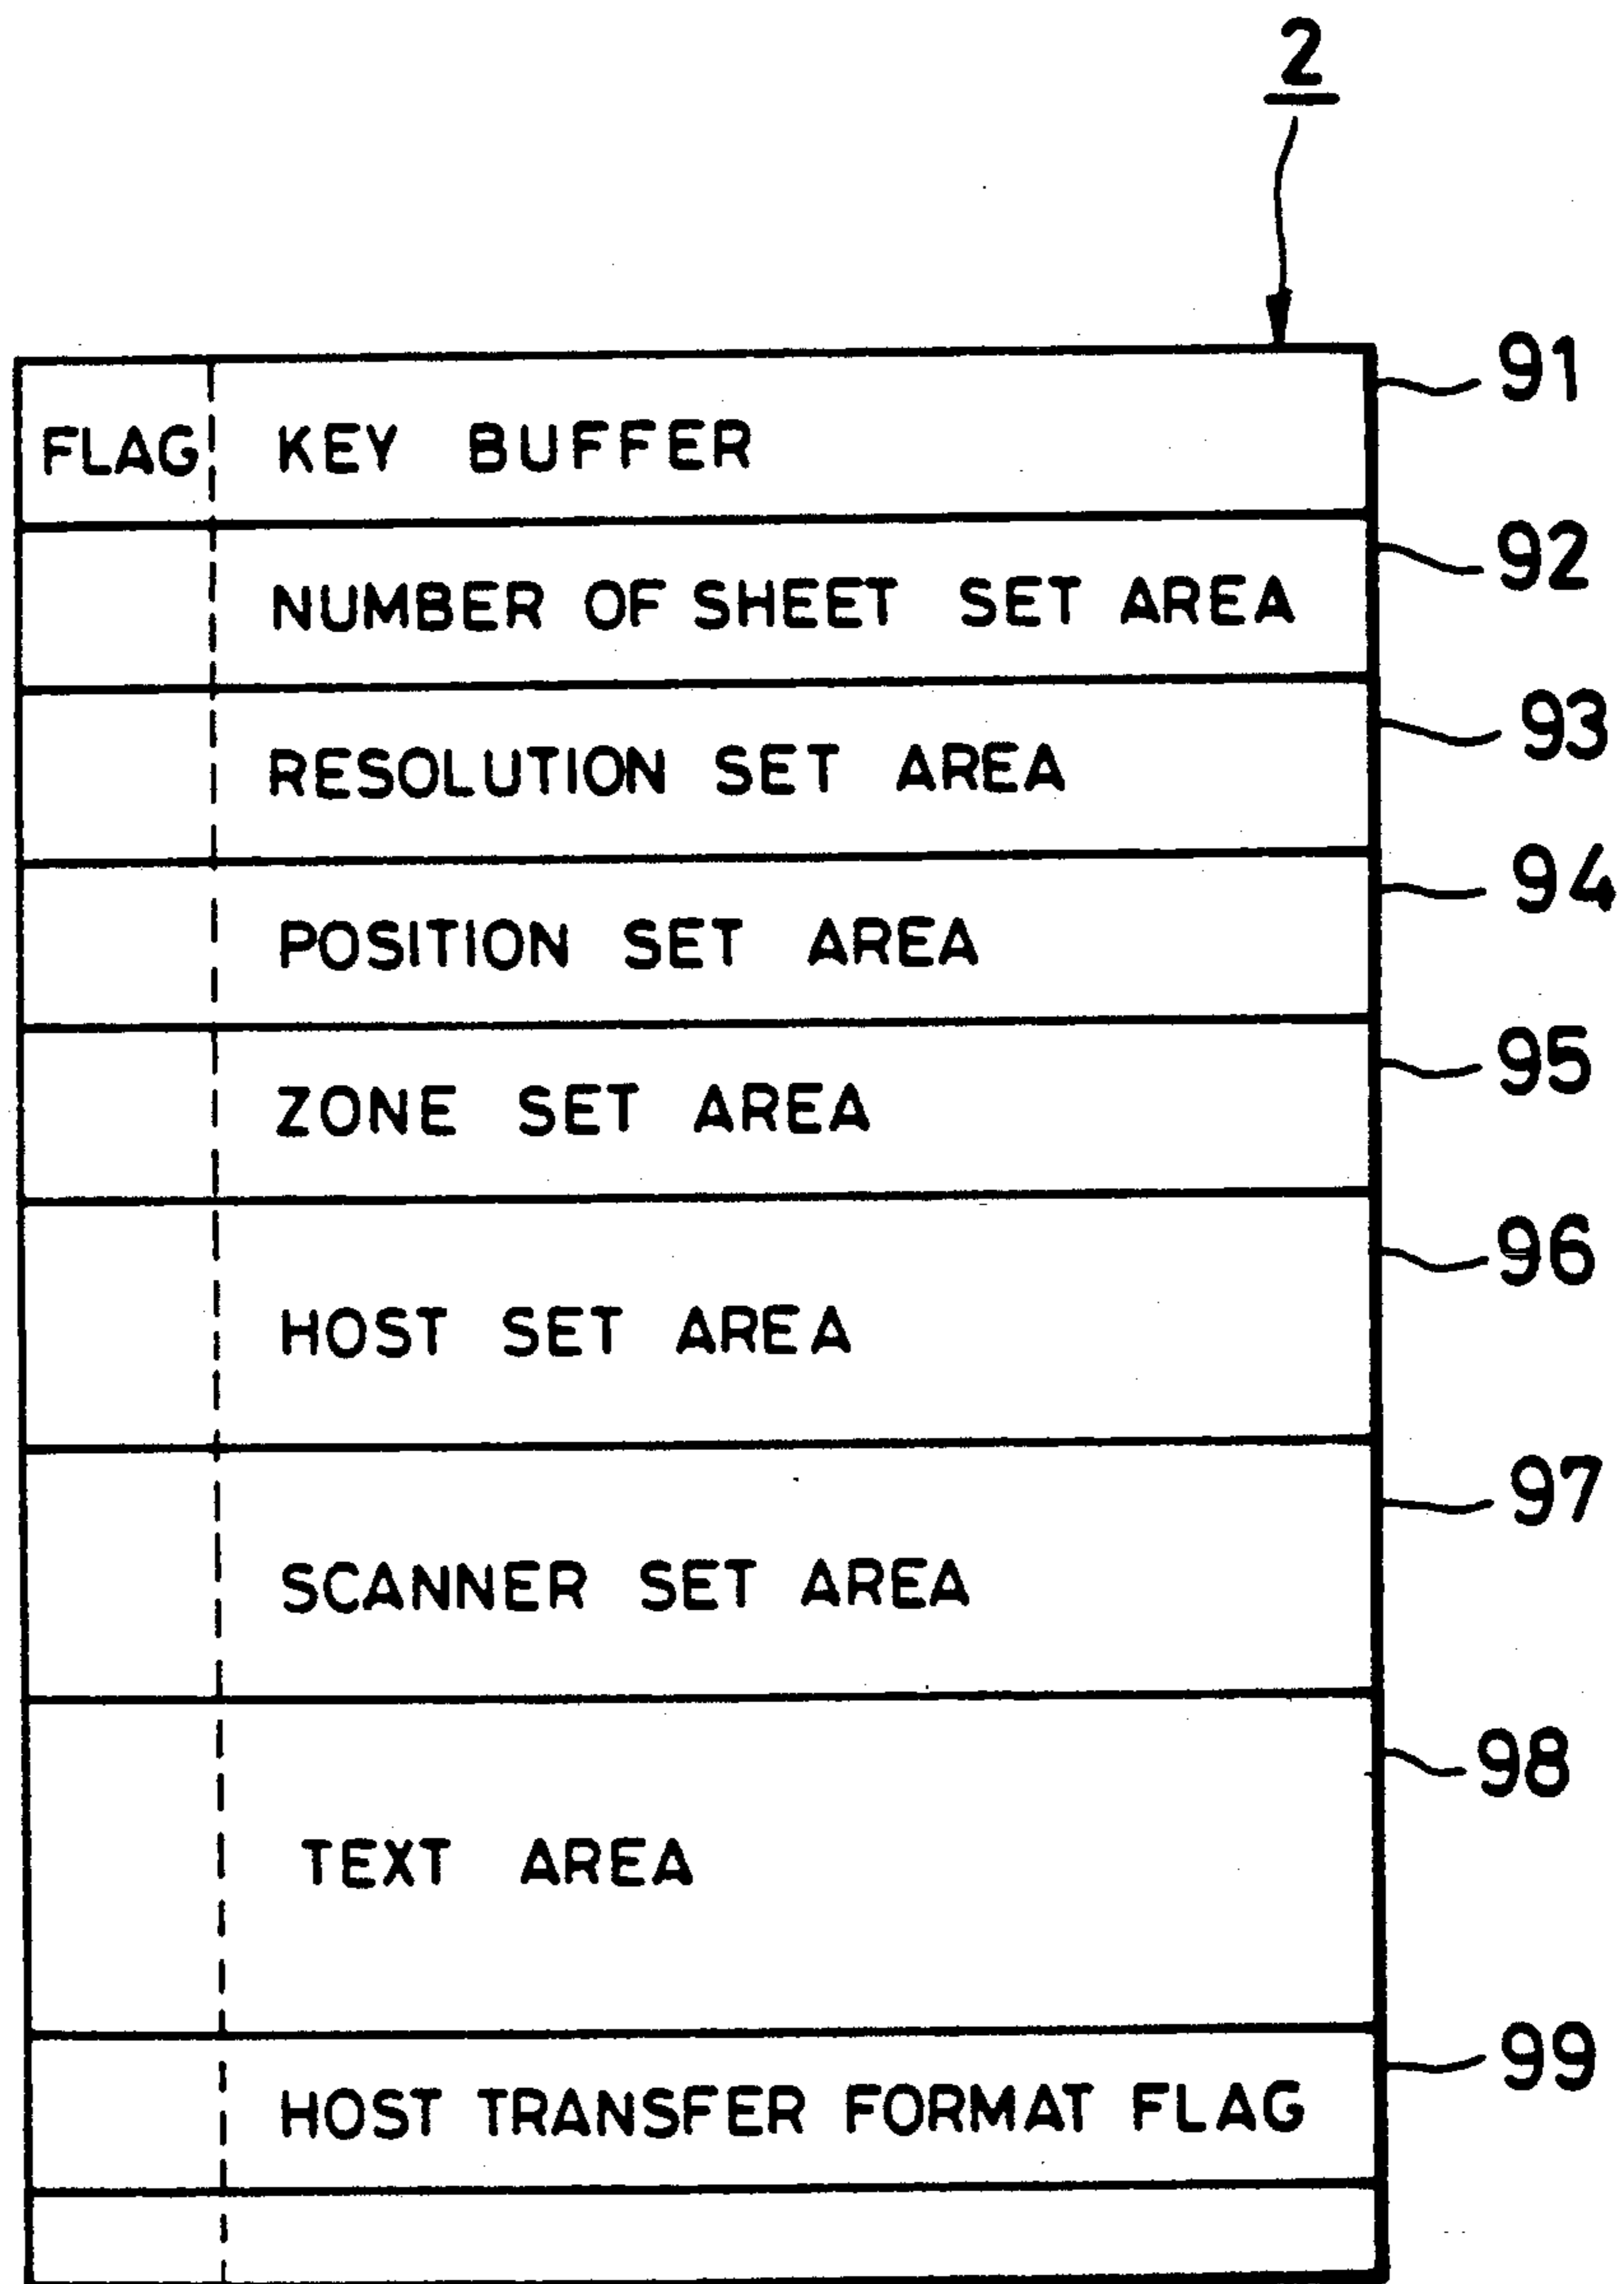 2
FLAG KEY BUFFER 91
NUMBER OF SHEET SET AREA 92
RESOLUTION SET AREA 93
POSITION SET AREA 94
ZONE SET AREA 95
HOST SET AREA 96
SCANNER SET AREA 97
TEXT AREA 98
HOST TRANSFER FORMAT FLAG 99